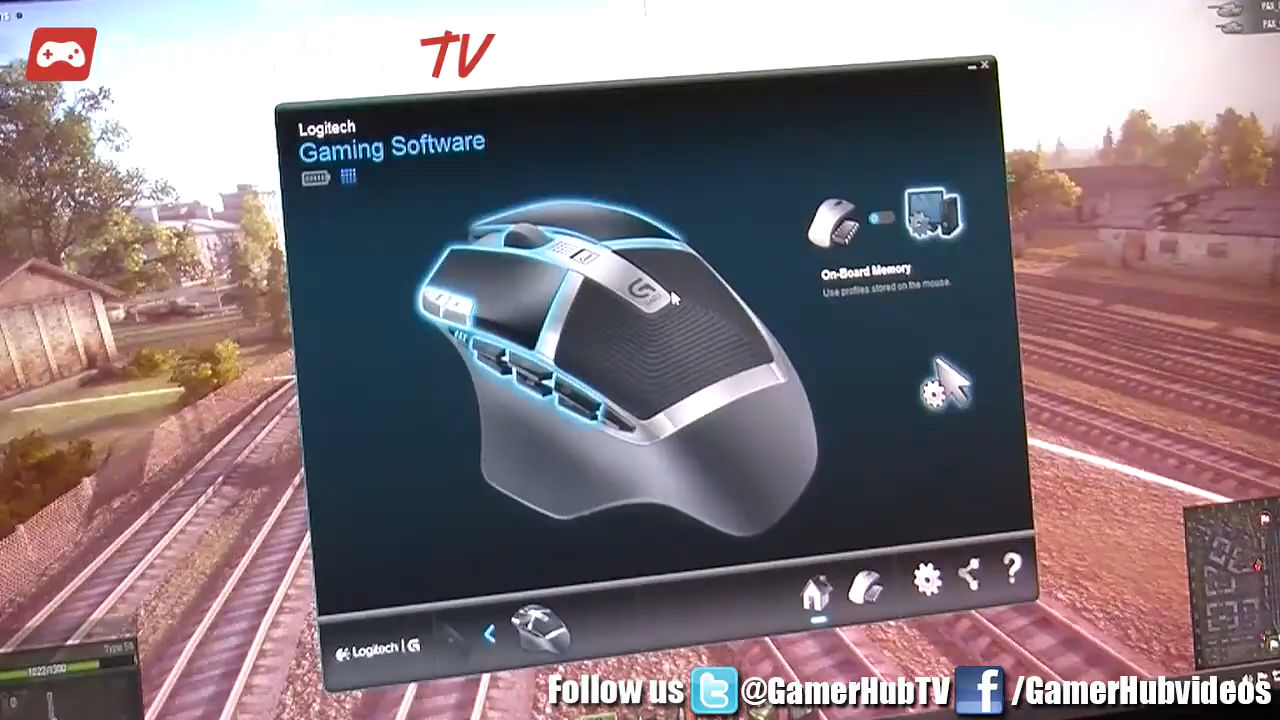 TV
Logitech
Gaming Software
G
On-Board Memory
Use profiles stored on the mouse.
Logitech | G
?
Follow us @GamerHubTV f /GamerHubvideos